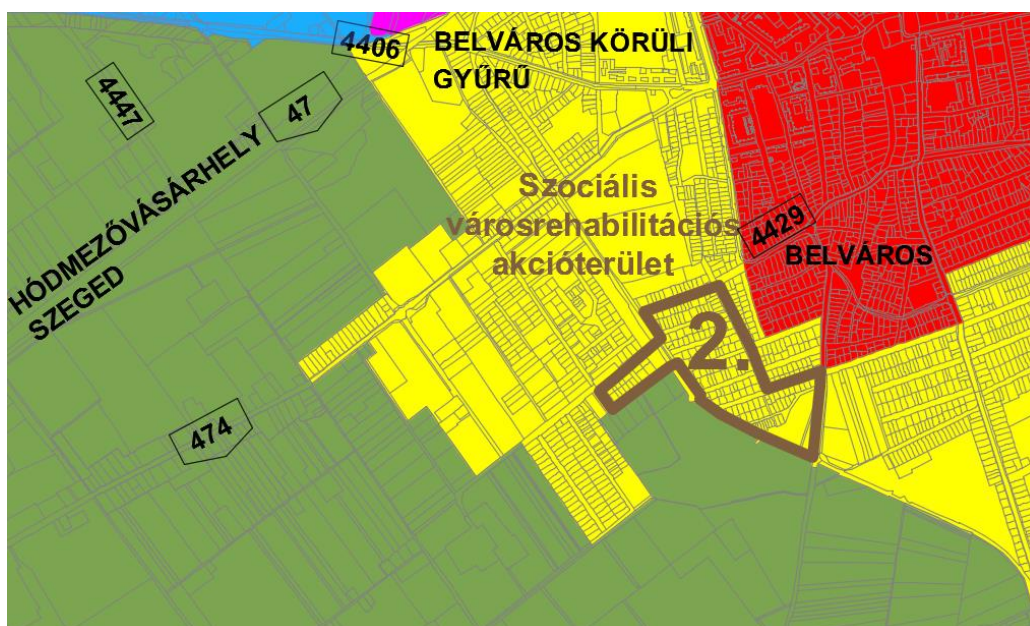 4406
BELVÁROS KÖRÜLI
GYŰRŰ
4447
47
HÓDMEZŐVÁSÁRHELY
SZEGED
Szociális
városrehabilitációs
akcióterület
4429
BELVÁROS
2.
474